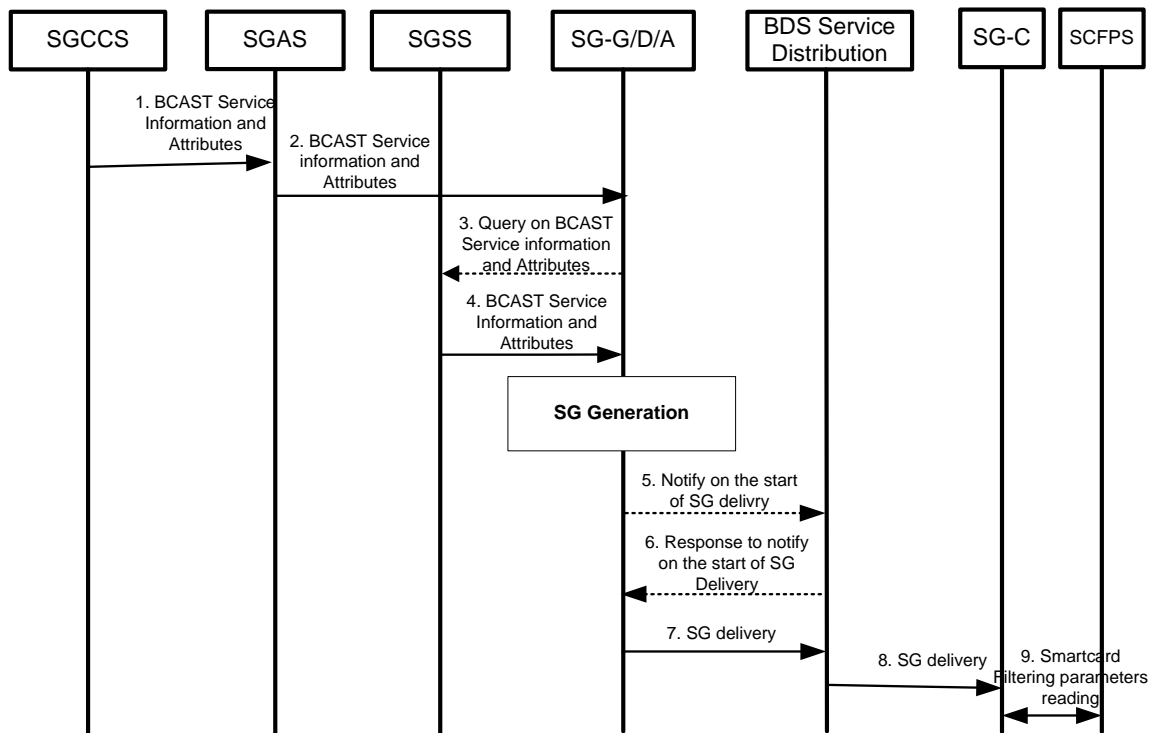 SGCCS
SGAS
SGSS
SG-G/D/A
BDS Service
Distribution
SG-C
SCFPS
1. BCAST Service
Information and
Attributes
2. BCAST Service
information and
Attributes
3. Query on BCAST
Service information
and Attributes
4. BCAST Service
Information and
Attributes
SG Generation
5. Notify on the start
of SG delivry
6. Response to notify
on the start of SG
Delivery
7. SG delivery
8. SG delivery
9. Smartcard
Filtering parameters
reading